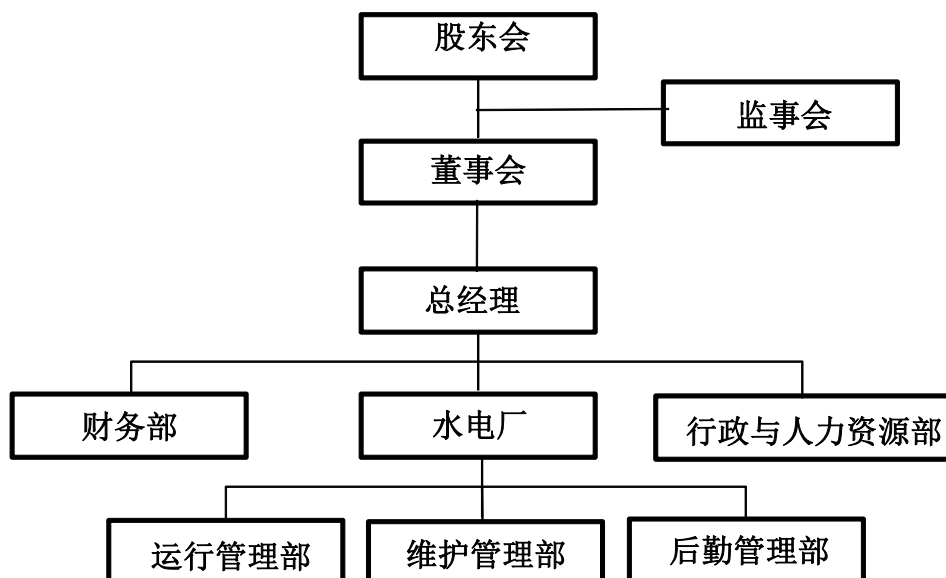 股东会
监事会
董事会
总经理
财务部
水电厂
行政与人力资源部
运行管理部
维护管理部
后勤管理部